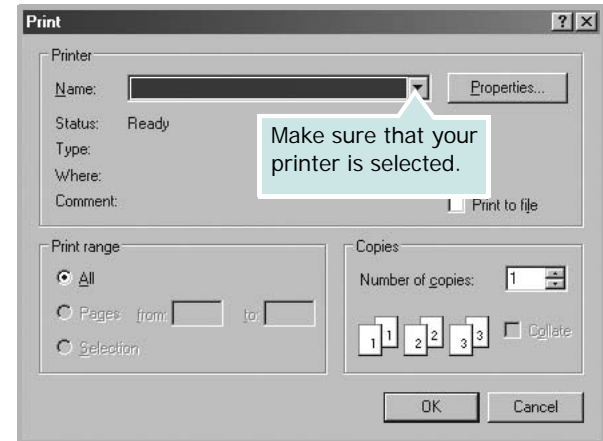 Print
Printer
Name:
Properties...
Status: Ready
Type:
Where:
Comment:
Make sure that your
printer is selected.
Print to file
Print range
All
Pages from: to:
Selection
Copies
Number of copies: 1
1 1 2 2 3 3
Collate
OK
Cancel